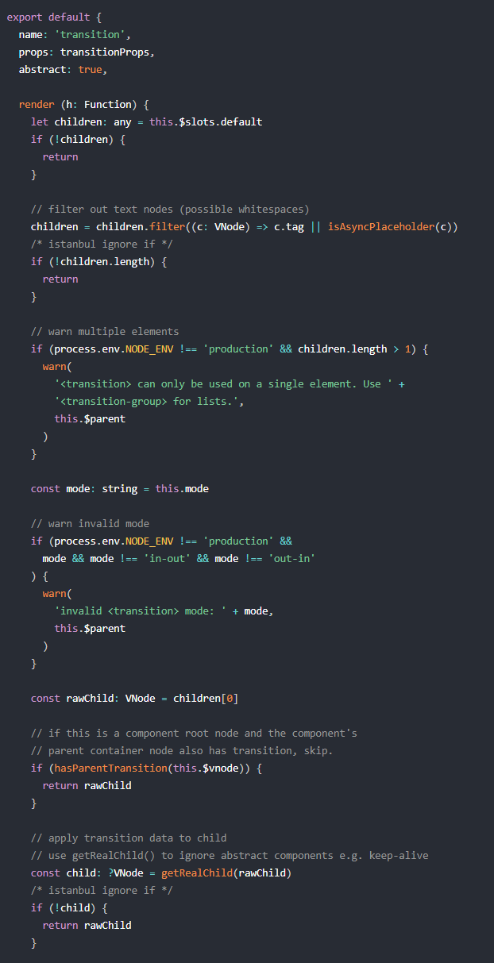 export default {
  name: 'transition',
  props: transitionProps,
  abstract: true,

  render (h: Function) {
    let children: any = this.$slots.default
    if (!children) {
      return
    }

    // filter out text nodes (possible whitespaces)
    children = children.filter((c: VNode) => c.tag || isAsyncPlaceholder(c))
    /* istanbul ignore if */
    if (!children.length) {
      return
    }

    // warn multiple elements
    if (process.env.NODE_ENV !== 'production' && children.length > 1) {
      warn(
        '<transition> can only be used on a single element. Use ' +
        '<transition-group> for lists.',
        this.$parent
      )
    }

    const mode: string = this.mode

    // warn invalid mode
    if (process.env.NODE_ENV !== 'production' &&
      mode && mode !== 'in-out' && mode !== 'out-in'
    ) {
      warn(
        'invalid <transition> mode: ' + mode,
        this.$parent
      )
    }

    const rawChild: VNode = children[0]

    // if this is a component root node and the component's
    // parent container node also has transition, skip.
    if (hasParentTransition(this.$vnode)) {
      return rawChild
    }

    // apply transition data to child
    // use getRealChild() to ignore abstract components e.g. keep-alive
    const child: ?VNode = getRealChild(rawChild)
    /* istanbul ignore if */
    if (!child) {
      return rawChild
    }